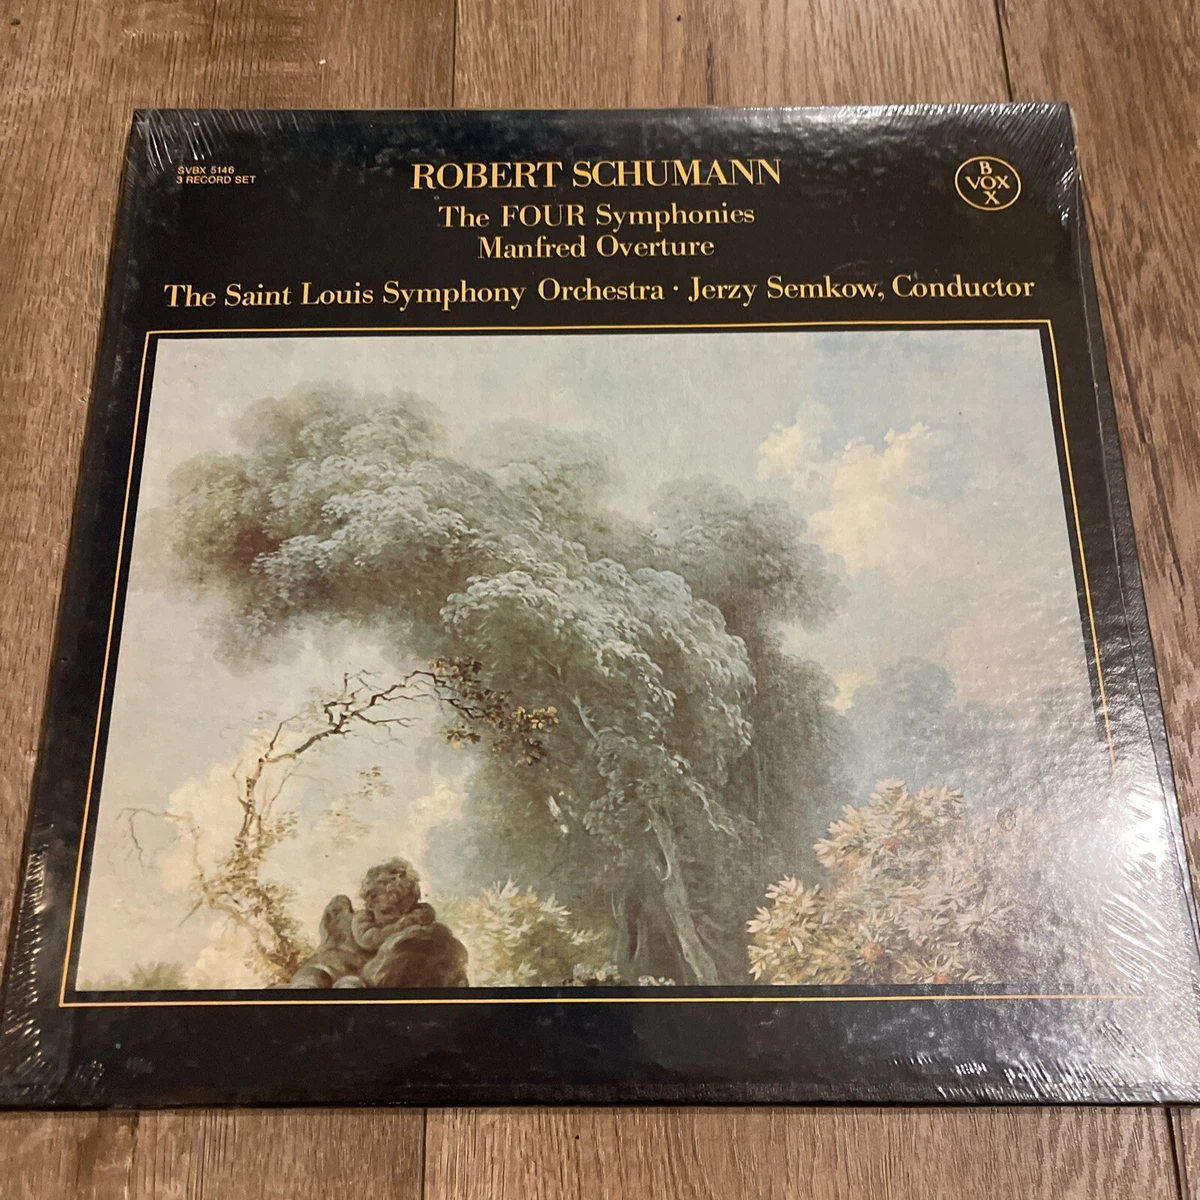 SVBX 5146
3 RECORD SET
ROBERT SCHUMANN
The FOUR Symphonies
Manfred Overture
The Saint Louis Symphony Orchestra · Jerzy Semkow, Conductor
B
VOX
X